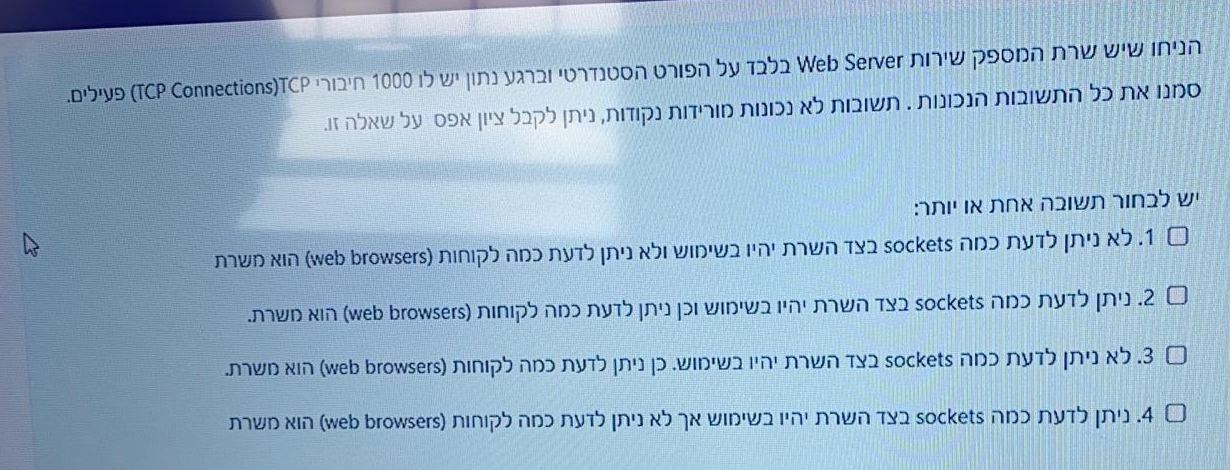 הניחו שיש שרת המספק שירות Web Server בלבד על הפורט הסטנדרטי וברגע נתון יש לו 1000 חיבורי TCP(TCP Connections) פעילים.
סמנו את כל התשובות הנכונות . תשובות לא נכונות מורידות נקודות, ניתן לקבל ציון אפס על שאלה זו.
יש לבחור תשובה אחת או יותר:
1. לא ניתן לדעת כמה sockets בצד השרת יהיו בשימוש ולא ניתן לדעת כמה לקוחות (web browsers) הוא משרת
2. ניתן לדעת כמה sockets בצד השרת יהיו בשימוש וכן ניתן לדעת כמה לקוחות (web browsers) הוא משרת.
3. לא ניתן לדעת כמה sockets בצד השרת יהיו בשימוש. כן ניתן לדעת כמה לקוחות (web browsers) הוא משרת.
4. ניתן לדעת כמה sockets בצד השרת יהיו בשימוש אך לא ניתן לדעת כמה לקוחות (web browsers) הוא משרת